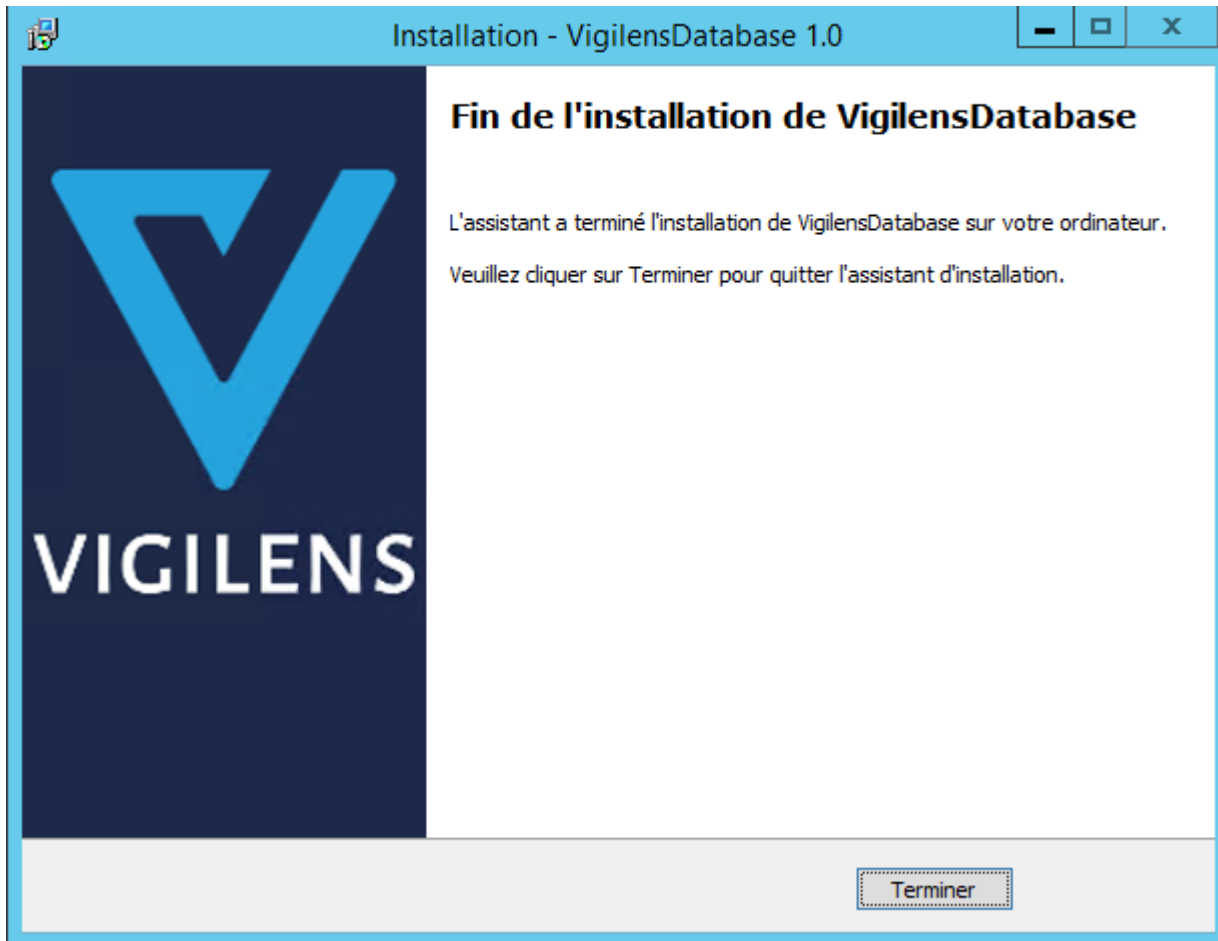 Installation - VigilensDatabase 1.0
Fin de l'installation de VigilensDatabase
L'assistant a terminé l'installation de VigilensDatabase sur votre ordinateur.
Veuillez cliquer sur Terminer pour quitter l'assistant d'installation.
VIGILENS
Terminer